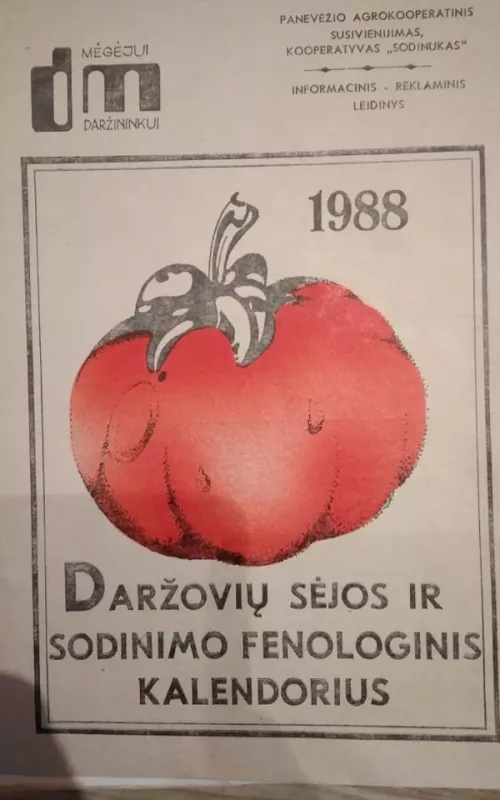 MĖGĖJUI
dm
DARŽININKUI
PANEVĖŽIO AGROKOOPERATINIS
SUSIVIENIJIMAS,
KOOPERATYVAS „SODINUKAS"
INFORMACINIS - REKLAMINIS
LEIDINYS
1988
DARŽOVIŲ SĖJOS IR
SODINIMO FENOLOGINIS
KALENDORIUS